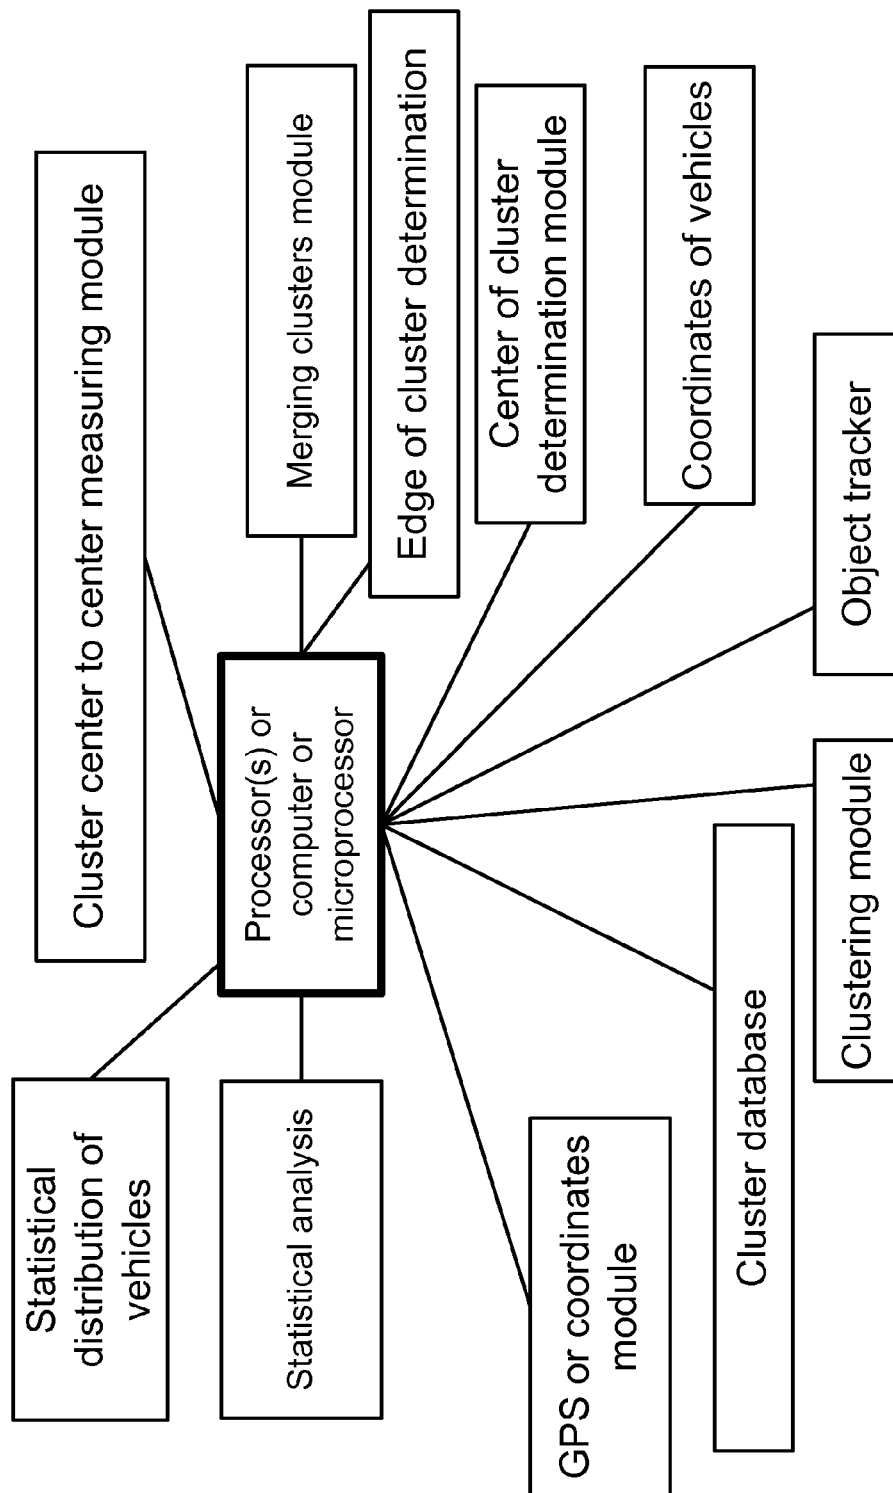 Cluster center to center measuring module
Statistical
distribution of
vehicles
Merging clusters module
Processor(s) or
computer or
microprocessor
Statistical analysis
Edge of cluster determination
Center of cluster
determination module
GPS or coordinates
module
Coordinates of vehicles
Cluster database
Object tracker
Clustering module